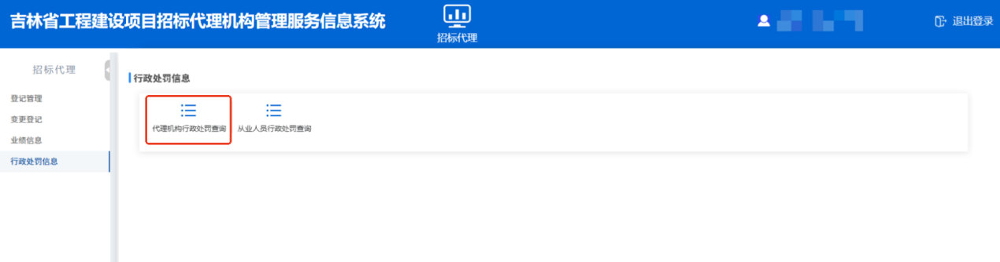 吉林省工程建设项目招标代理机构管理服务信息系统
招标代理
退出登录
招标代理
登记管理
变更登记
业绩信息
行政处罚信息
行政处罚信息
代理机构行政处罚查询
从业人员行政处罚查询